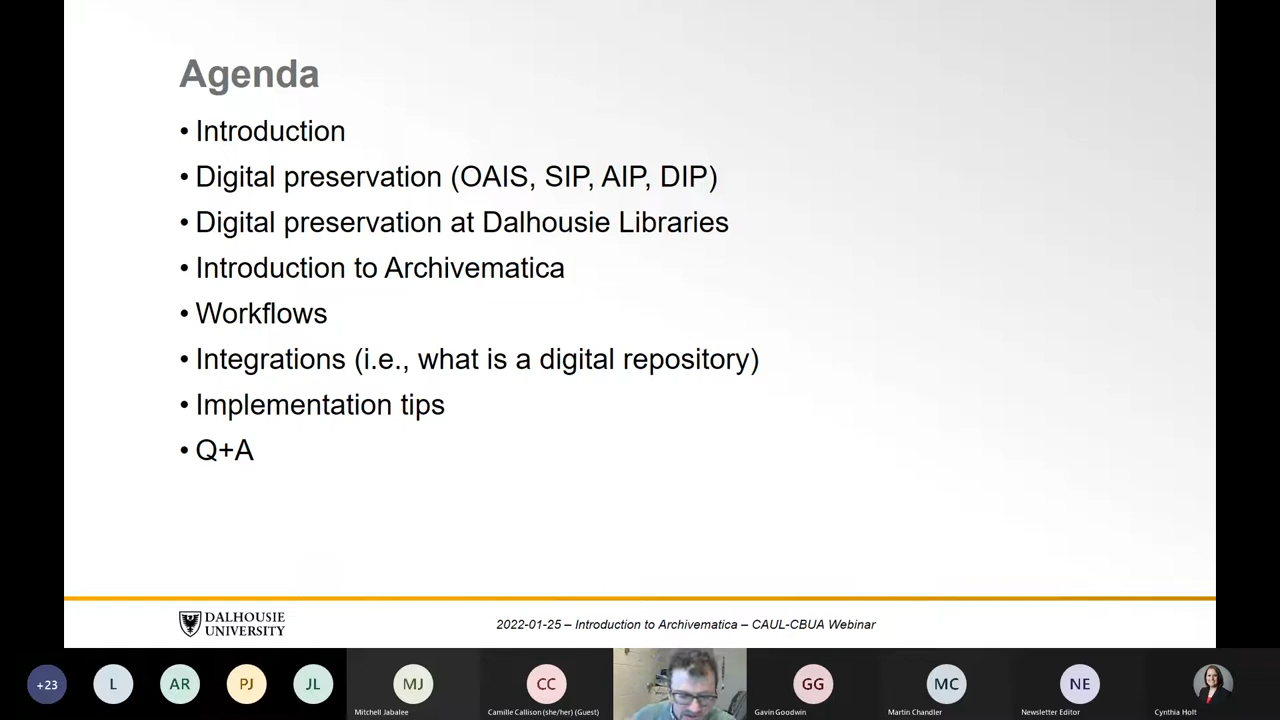 Agenda
• Introduction
• Digital preservation (OAIS, SIP, AIP, DIP)
• Digital preservation at Dalhousie Libraries
• Introduction to Archivematica
• Workflows
• Integrations (i.e., what is a digital repository)
• Implementation tips
• Q+A
DALHOUSIE
UNIVERSITY
2022-01-25 – Introduction to Archivematica – CAUL-CBUA Webinar
+23
L
AR
PJ
JL
MJ
CC
GG
MC
NE
Mitchell Jabalee
Camille Callison (she/her) (Guest)
Gavin Goodwin
Martin Chandler
Newsletter Editor
Cynthia Holt